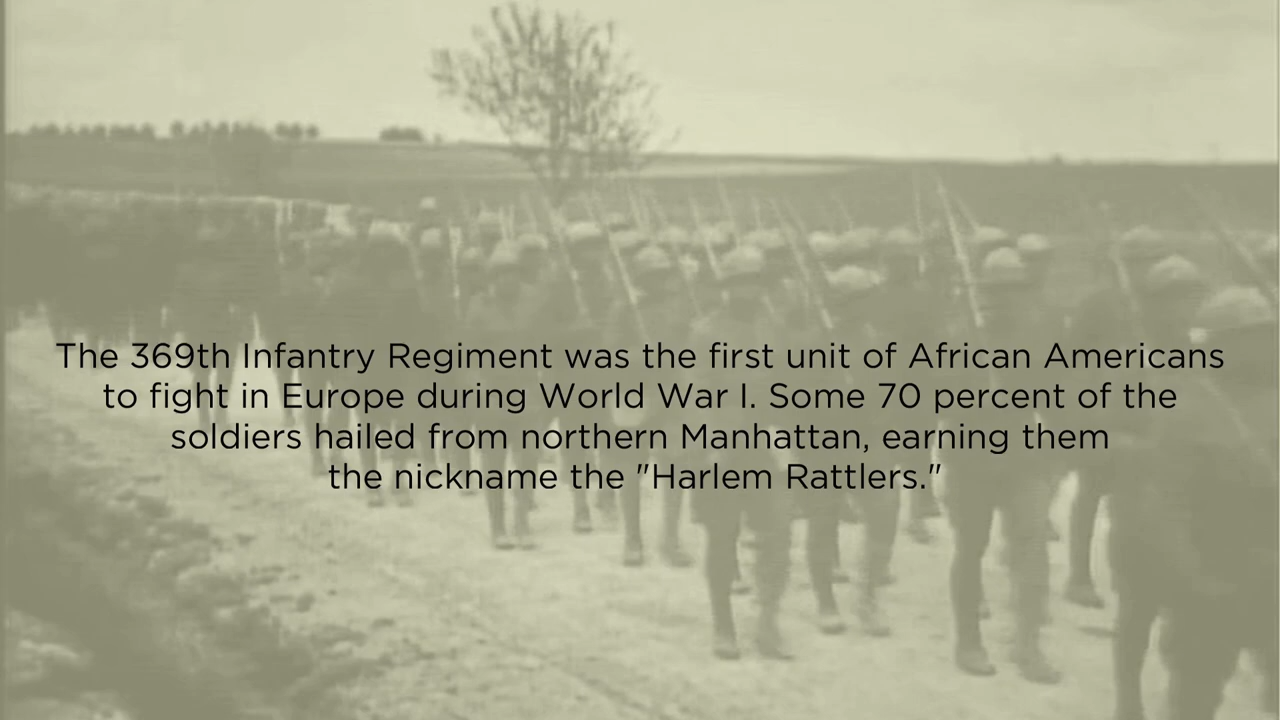 The 369th Infantry Regiment was the first unit of African Americans
to fight in Europe during World War I. Some 70 percent of the
soldiers hailed from northern Manhattan, earning them
the nickname the "Harlem Rattlers."